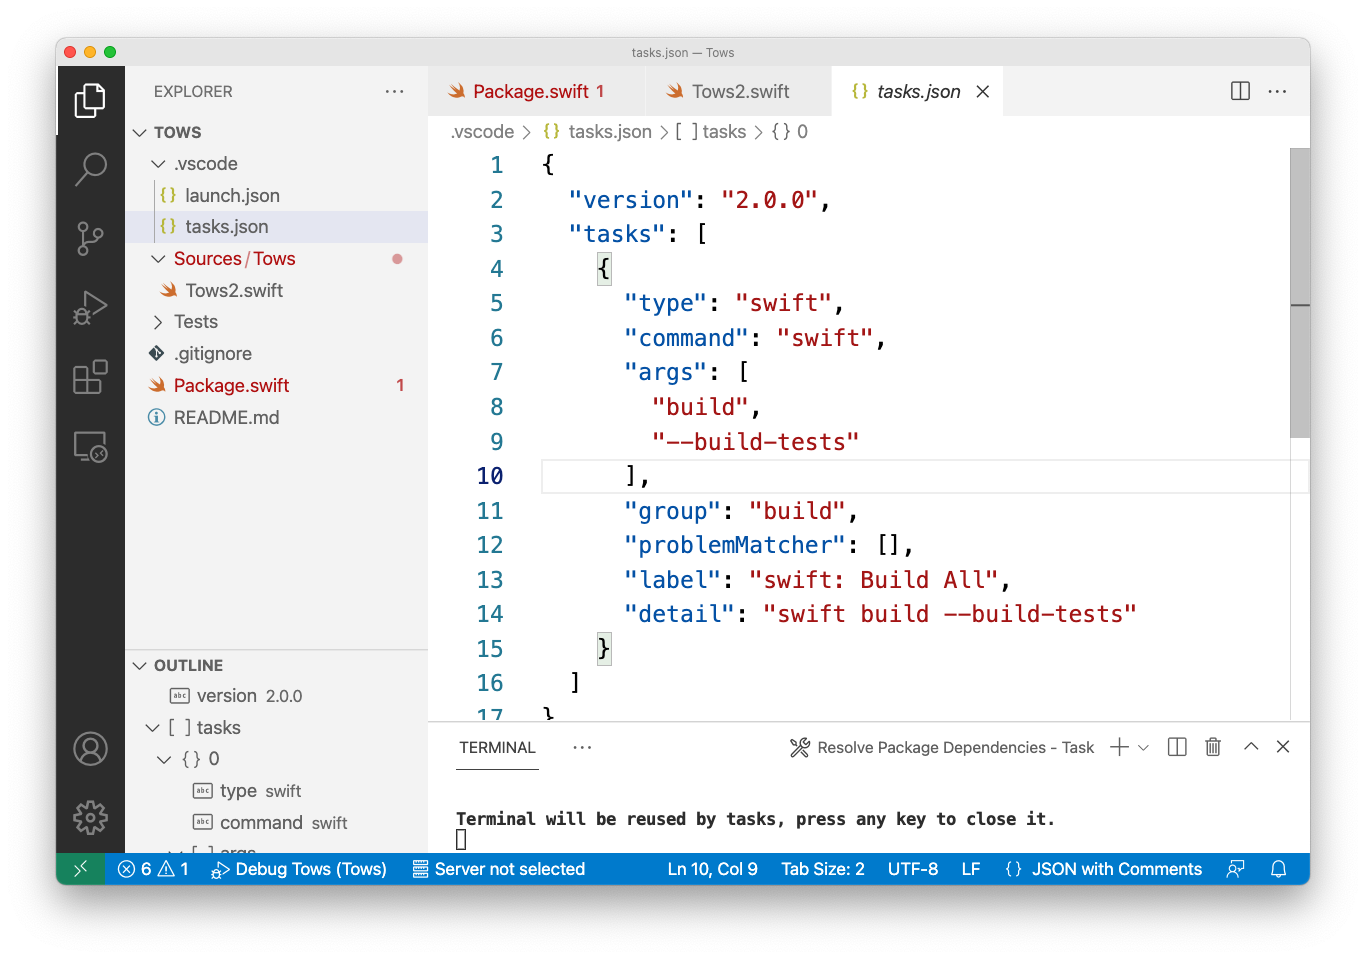 tasks.json — Tows
EXPLORER
TOWS
.vscode
{} launch.json
{} tasks.json
Sources/Tows
Tows2.swift
Tests
.gitignore
Package.swift 1
README.md
OUTLINE
abc version 2.0.0
[ ] tasks
{} 0
abc type swift
abc command swift
[ ] args
Package.swift 1
Tows2.swift
{} tasks.json
.vscode > {} tasks.json > [ ] tasks > {} 0
1 {
2 "version": "2.0.0",
3 "tasks": [
4 {
5 "type": "swift",
6 "command": "swift",
7 "args": [
8 "build",
9 "--build-tests"
10 ],
11 "group": "build",
12 "problemMatcher": [],
13 "label": "swift: Build All",
14 "detail": "swift build --build-tests"
15 }
16 ]
17 }
TERMINAL
Resolve Package Dependencies - Task
Terminal will be reused by tasks, press any key to close it.
6 1 Debug Tows (Tows) Server not selected Ln 10, Col 9 Tab Size: 2 UTF-8 LF {} JSON with Comments